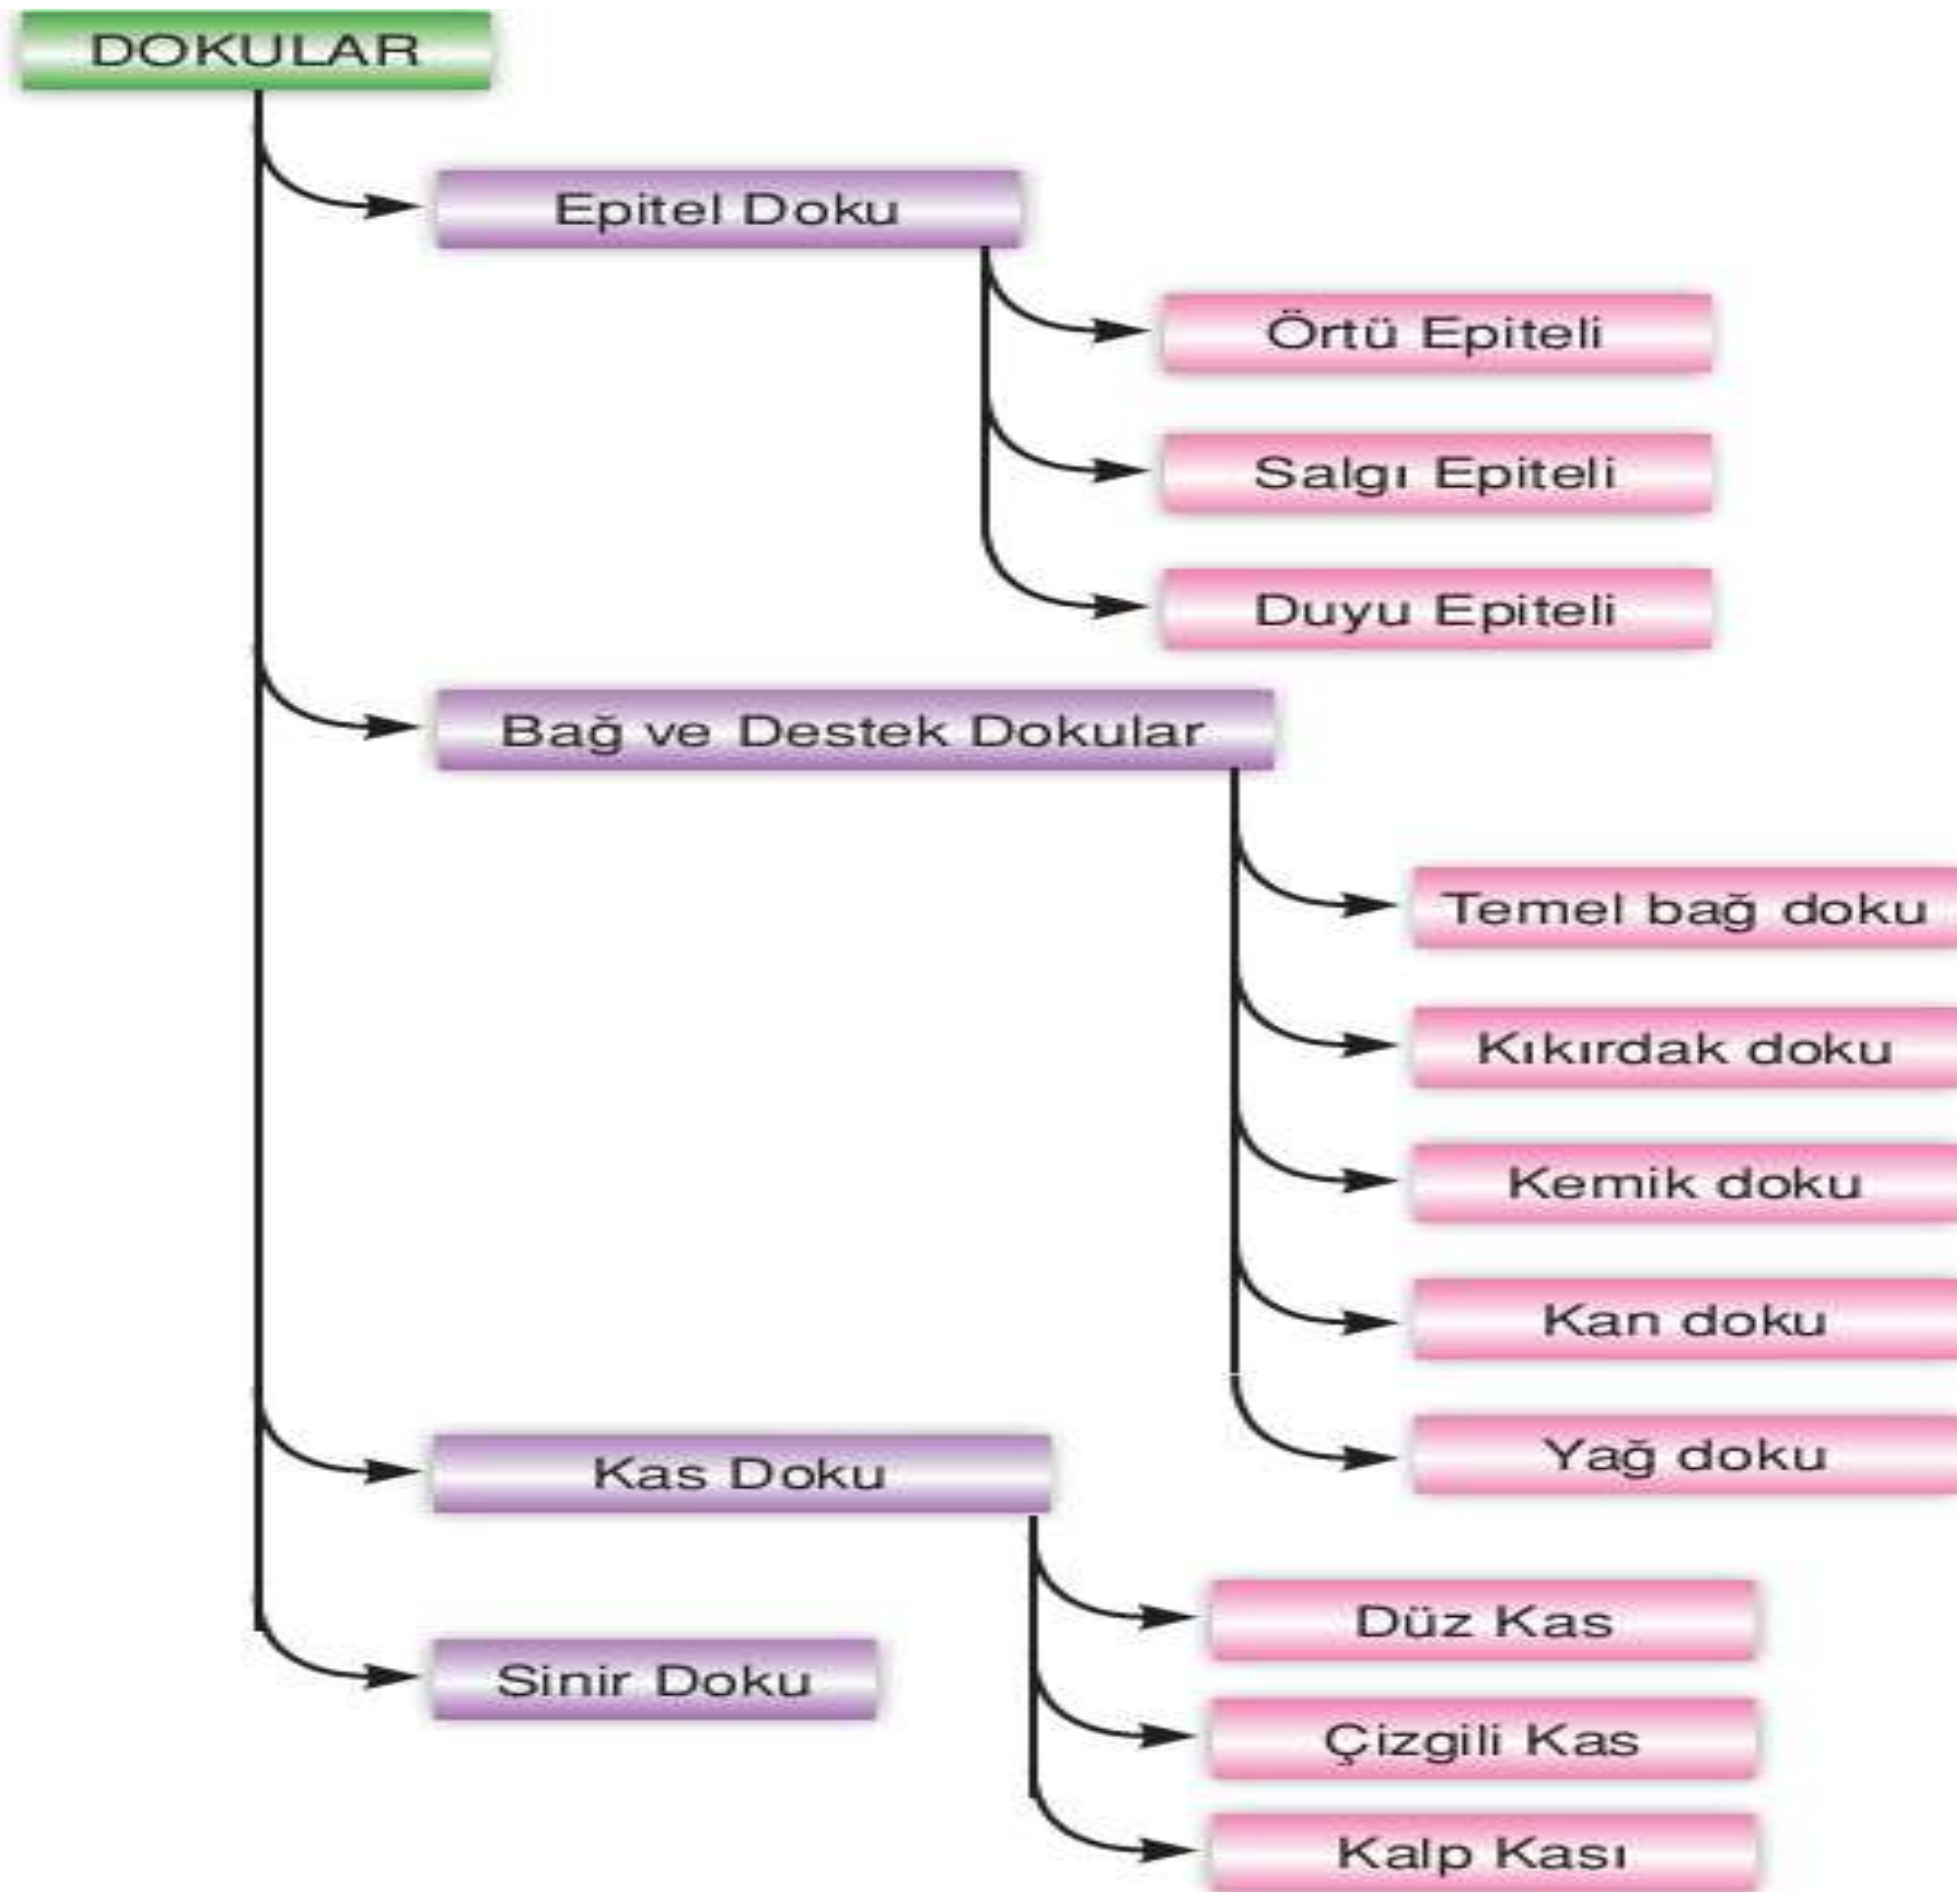 DOKULAR
Epitel Doku
Örtü Epiteli
Salgı Epiteli
Duyu Epiteli
Bağ ve Destek Dokular
Temel bağ doku
Kıkırdak doku
Kemik doku
Kan doku
Yağ doku
Kas Doku
Düz Kas
Çizgili Kas
Kalp Kası
Sinir Doku